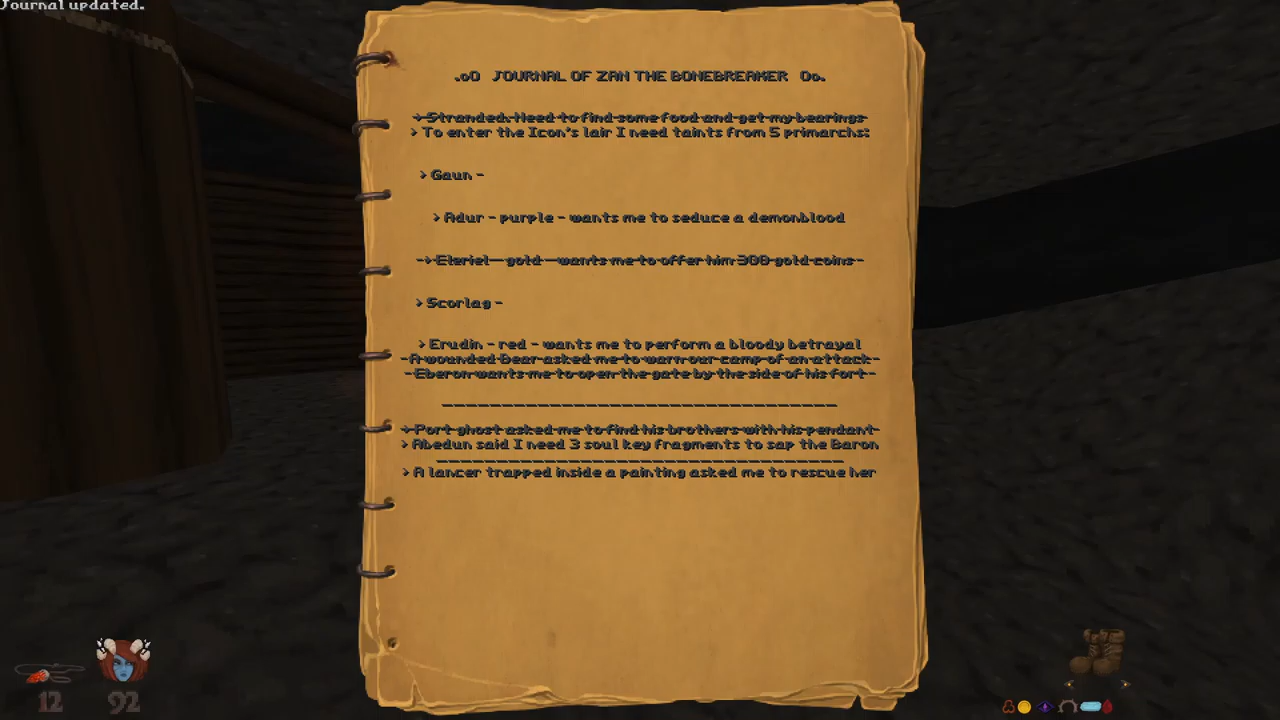 Journal updated.
.oO JOURNAL OF ZAN THE BONEBREAKER Oo.
> Stranded. Need to find some food and get my bearings
> To enter the Icon's lair I need taints from 5 primarchs:
> Gaun -
> Adur - purple - wants me to seduce a demonblood
> Eleriel - gold - wants me to offer him 300 gold coins
> Scorlag -
> Erudin - red - wants me to perform a bloody betrayal
A wounded Bear asked me to warn our camp of an attack
Eberon wants me to open the gate by the side of his fort
> Port ghost asked me to find his brothers with his pendant
> Abedun said I need 3 soul key fragments to sap the Baron
> A lancer trapped inside a painting asked me to rescue her
12
92